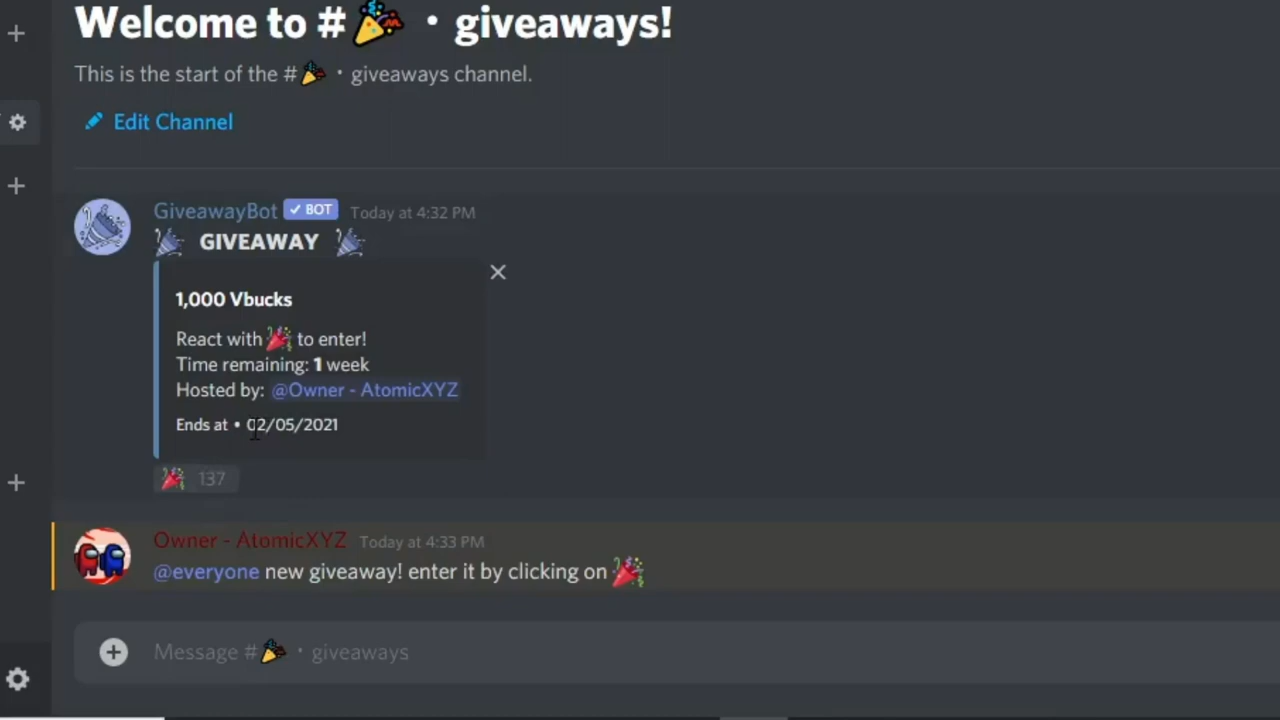 Welcome to #🎉・giveaways!
This is the start of the #🎉・giveaways channel.
Edit Channel
GiveawayBot ✓ BOT Today at 4:32 PM
🎉 GIVEAWAY 🎉
1,000 Vbucks
React with 🎉 to enter!
Time remaining: 1 week
Hosted by: @Owner - AtomicXYZ
Ends at • 02/05/2021
🎉 137
Owner - AtomicXYZ Today at 4:33 PM
@everyone new giveaway! enter it by clicking on 🎉
Message #🎉・giveaways